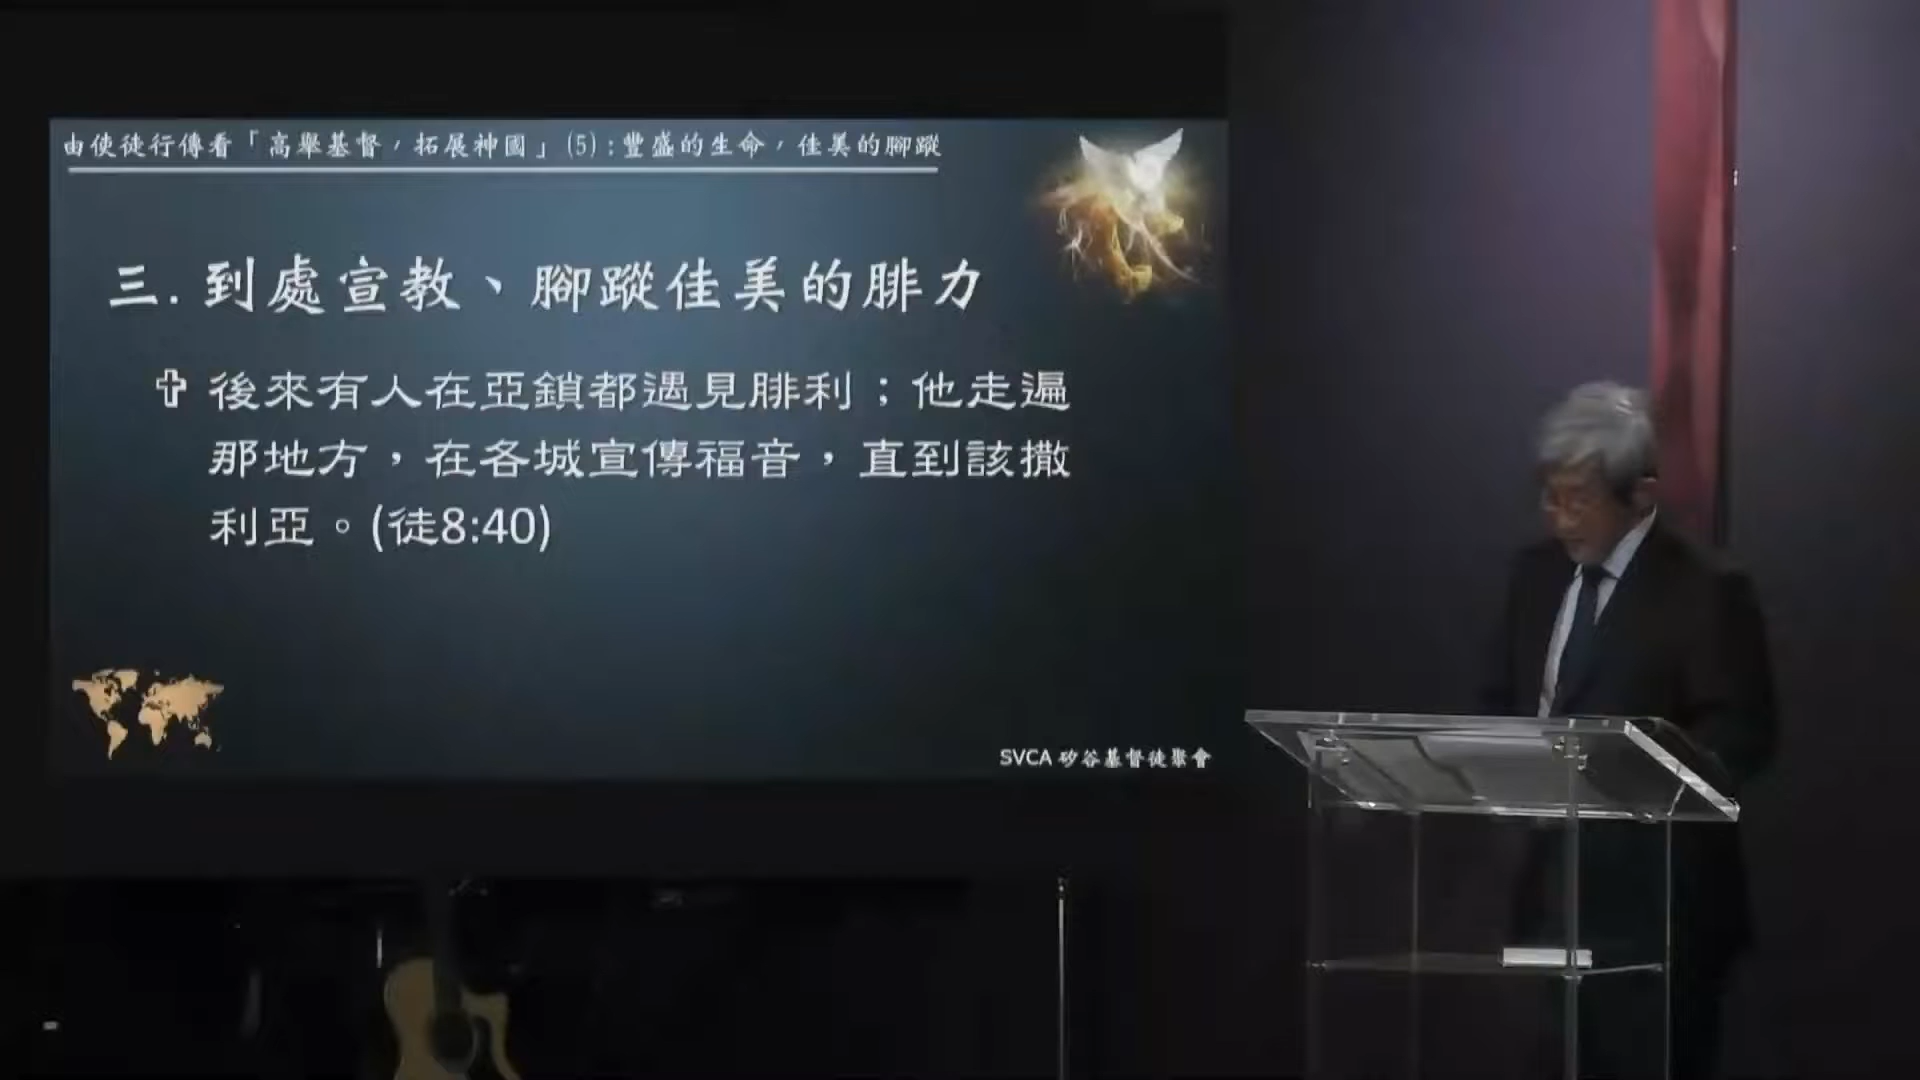 由使徒行傳看「高舉基督，拓展神國」(5):豐盛的生命，佳美的腳蹤
三.到處宣教、腳蹤佳美的腓力
後來有人在亞鎖都遇見腓利；他走遍
那地方，在各城宣傳福音，直到該撒
利亞。(徒8:40)
SVCA 矽谷基督徒聚會